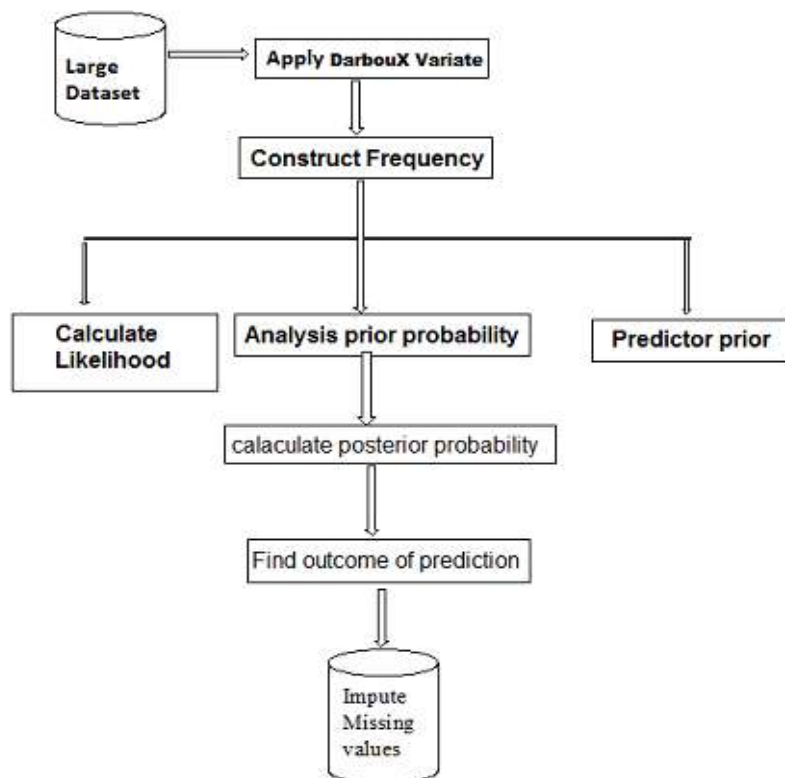 Large
Dataset
Apply DarbouX Variate
Construct Frequency
Calculate
Likelihood
Analysis prior probability
Predictor prior
calaculate posterior probability
Find outcome of prediction
Impute
Missing
values